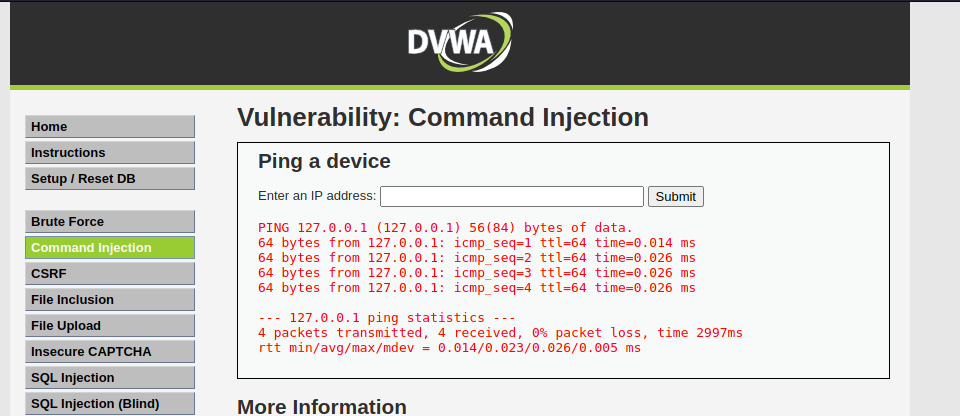 DVWA
Home
Instructions
Setup / Reset DB
Brute Force
Command Injection
CSRF
File Inclusion
File Upload
Insecure CAPTCHA
SQL Injection
SQL Injection (Blind)
Vulnerability: Command Injection
Ping a device
Enter an IP address: Submit
PING 127.0.0.1 (127.0.0.1) 56(84) bytes of data.
64 bytes from 127.0.0.1: icmp_seq=1 ttl=64 time=0.014 ms
64 bytes from 127.0.0.1: icmp_seq=2 ttl=64 time=0.026 ms
64 bytes from 127.0.0.1: icmp_seq=3 ttl=64 time=0.026 ms
64 bytes from 127.0.0.1: icmp_seq=4 ttl=64 time=0.026 ms
--- 127.0.0.1 ping statistics ---
4 packets transmitted, 4 received, 0% packet loss, time 2997ms
rtt min/avg/max/mdev = 0.014/0.023/0.026/0.005 ms
More Information